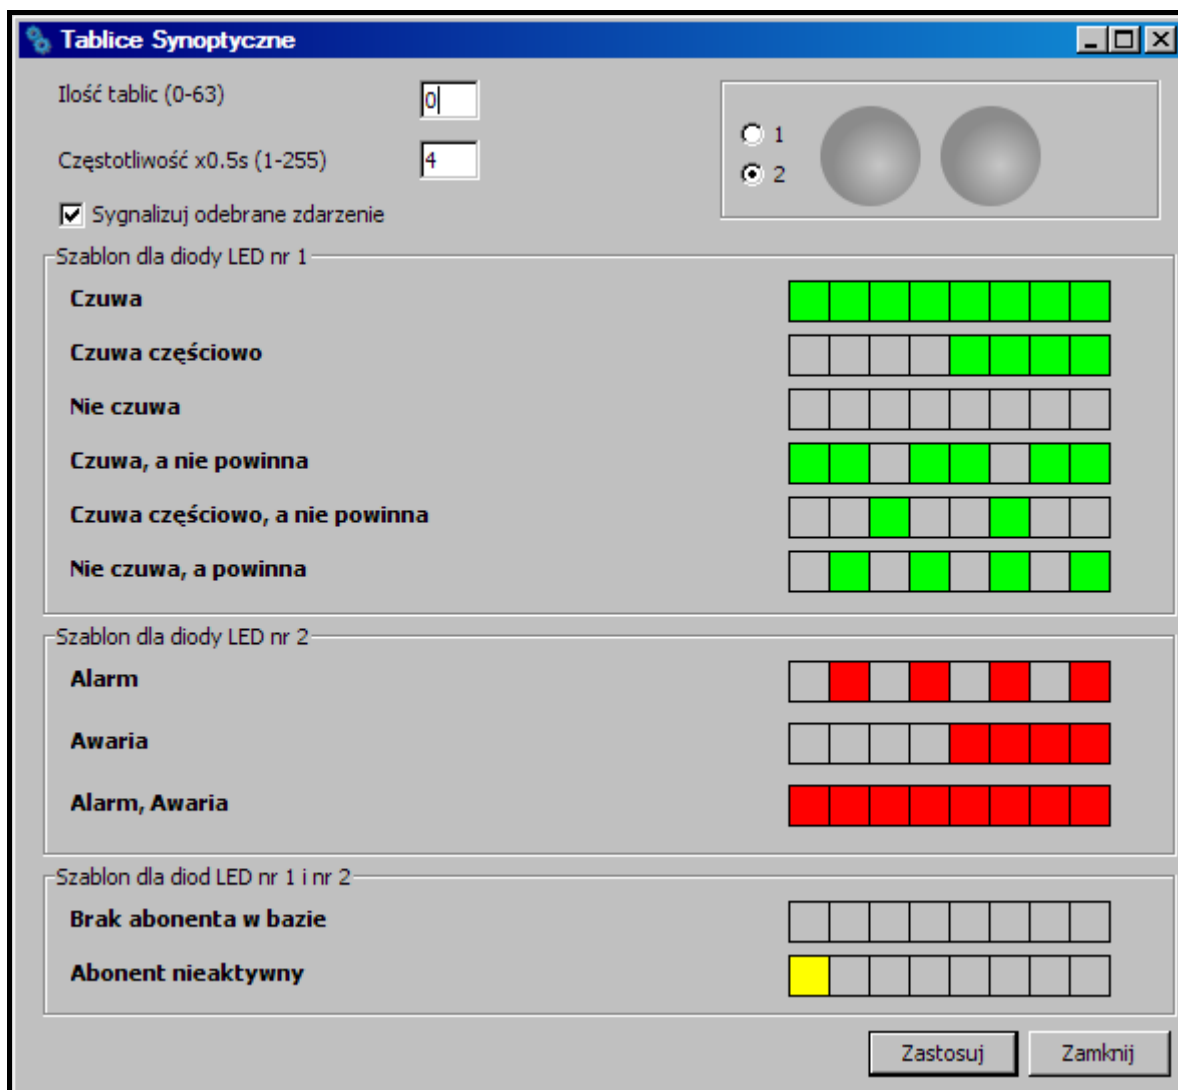 Tablice Synoptyczne
Ilość tablic (0-63) 0
1
Częstotliwość x0.5s (1-255) 4
2
Sygnalizuj odebrane zdarzenie
Szablon dla diody LED nr 1
Czuwa
Czuwa częściowo
Nie czuwa
Czuwa, a nie powinna
Czuwa częściowo, a nie powinna
Nie czuwa, a powinna
Szablon dla diody LED nr 2
Alarm
Awaria
Alarm, Awaria
Szablon dla diod LED nr 1 i nr 2
Brak abonenta w bazie
Abonent nieaktywny
Zastosuj Zamknij